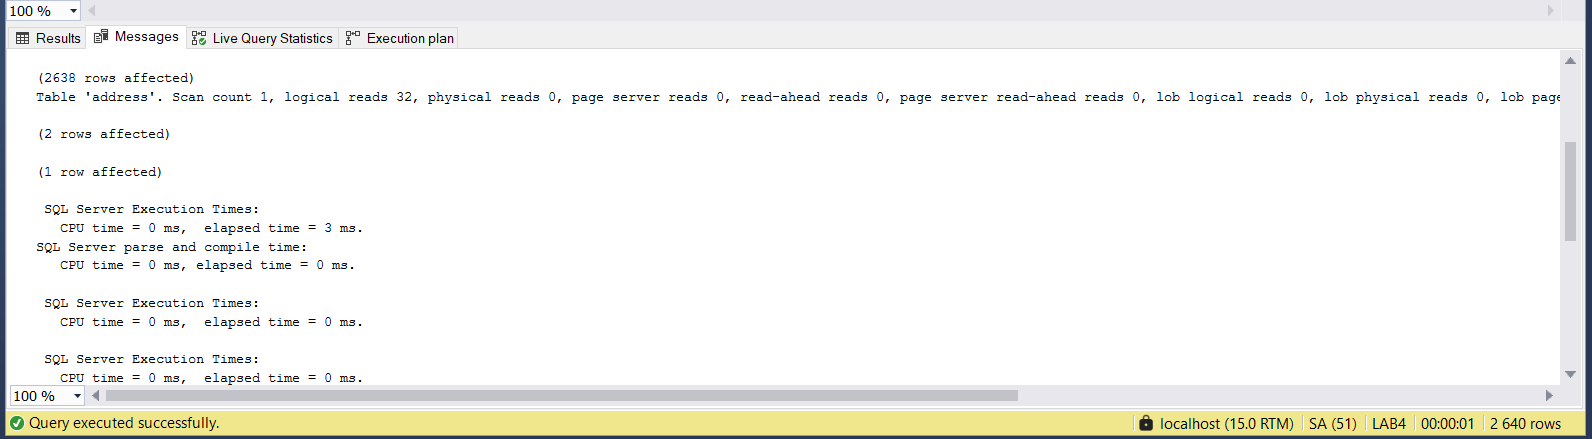 100 %
Results Messages Live Query Statistics Execution plan
(2638 rows affected)
Table 'address'. Scan count 1, logical reads 32, physical reads 0, page server reads 0, read-ahead reads 0, page server read-ahead reads 0, lob logical reads 0, lob physical reads 0, lob page
(2 rows affected)
(1 row affected)
SQL Server Execution Times:
CPU time = 0 ms,  elapsed time = 3 ms.
SQL Server parse and compile time:
CPU time = 0 ms, elapsed time = 0 ms.
SQL Server Execution Times:
CPU time = 0 ms,  elapsed time = 0 ms.
SQL Server Execution Times:
CPU time = 0 ms,  elapsed time = 0 ms.
100 %
Query executed successfully. localhost (15.0 RTM) SA (51) LAB4 00:00:01 2 640 rows